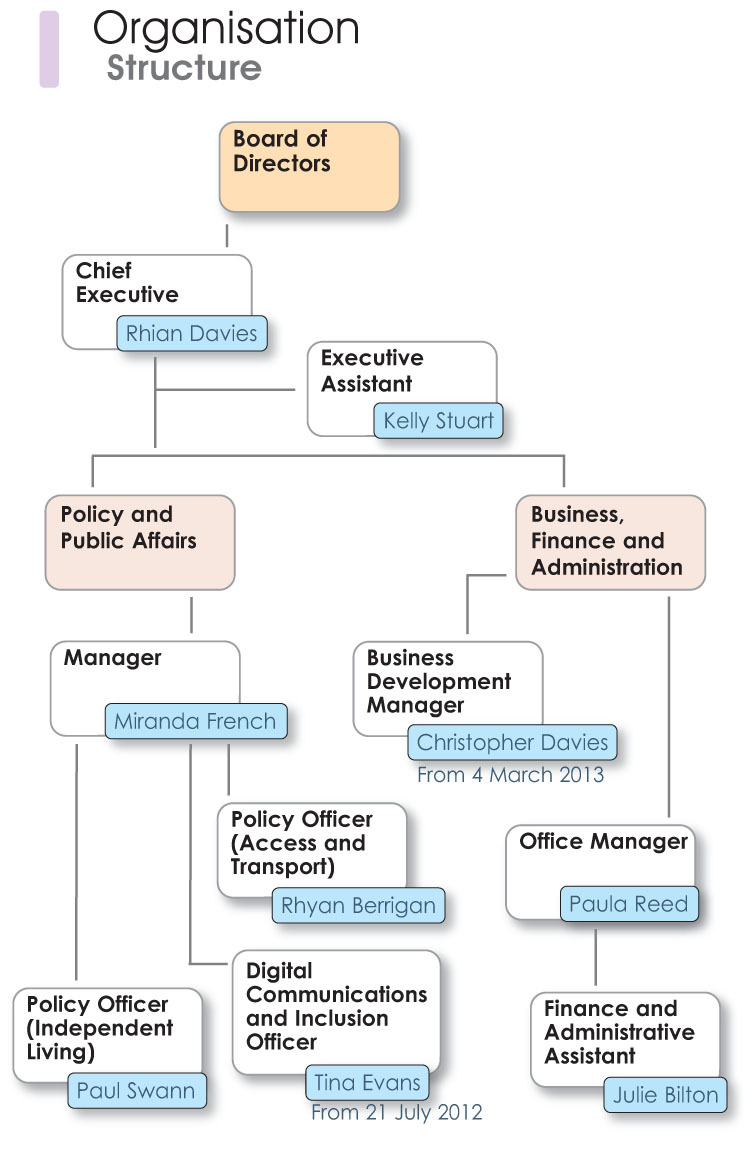 Organisation
Structure
Board of
Directors
Chief
Executive
Rhian Davies
Executive
Assistant
Kelly Stuart
Policy and
Public Affairs
Business,
Finance and
Administration
Manager
Miranda French
Business
Development
Manager
Christopher Davies
From 4 March 2013
Policy Officer
(Access and
Transport)
Rhyan Berrigan
Office Manager
Paula Reed
Digital
Communications
and Inclusion
Officer
Tina Evans
From 21 July 2012
Policy Officer
(Independent
Living)
Paul Swann
Finance and
Administrative
Assistant
Julie Bilton